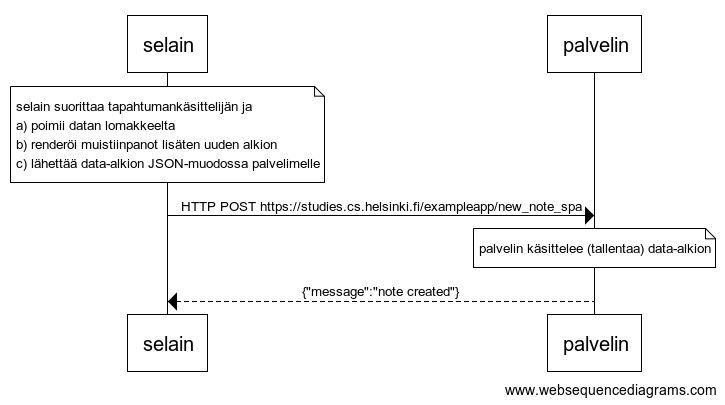 selain
palvelin
selain suorittaa tapahtumankäsittelijän ja
a) poimii datan lomakkeelta
b) renderöi muistiinpanot lisäten uuden alkion
c) lähettää data-alkion JSON-muodossa palvelimelle
HTTP POST https://studies.cs.helsinki.fi/exampleapp/new_note_spa
palvelin käsittelee (tallentaa) data-alkion
{"message":"note created"}
selain
palvelin
www.websequencediagrams.com